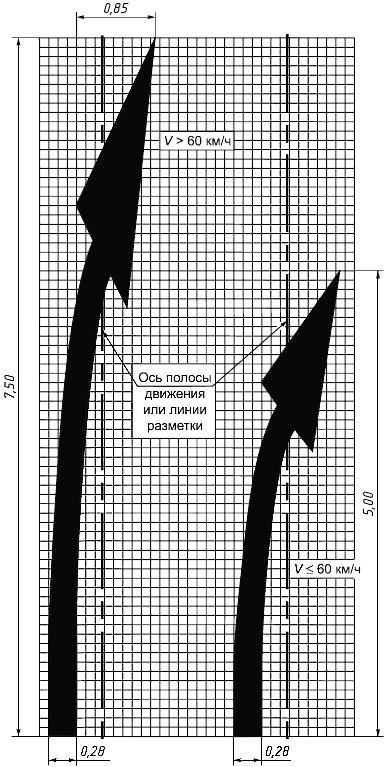 0,85
V > 60 км/ч
7,50
Ось полосы
движения
или линии
разметки
5,00
V ≤ 60 км/ч
0,28
0,28